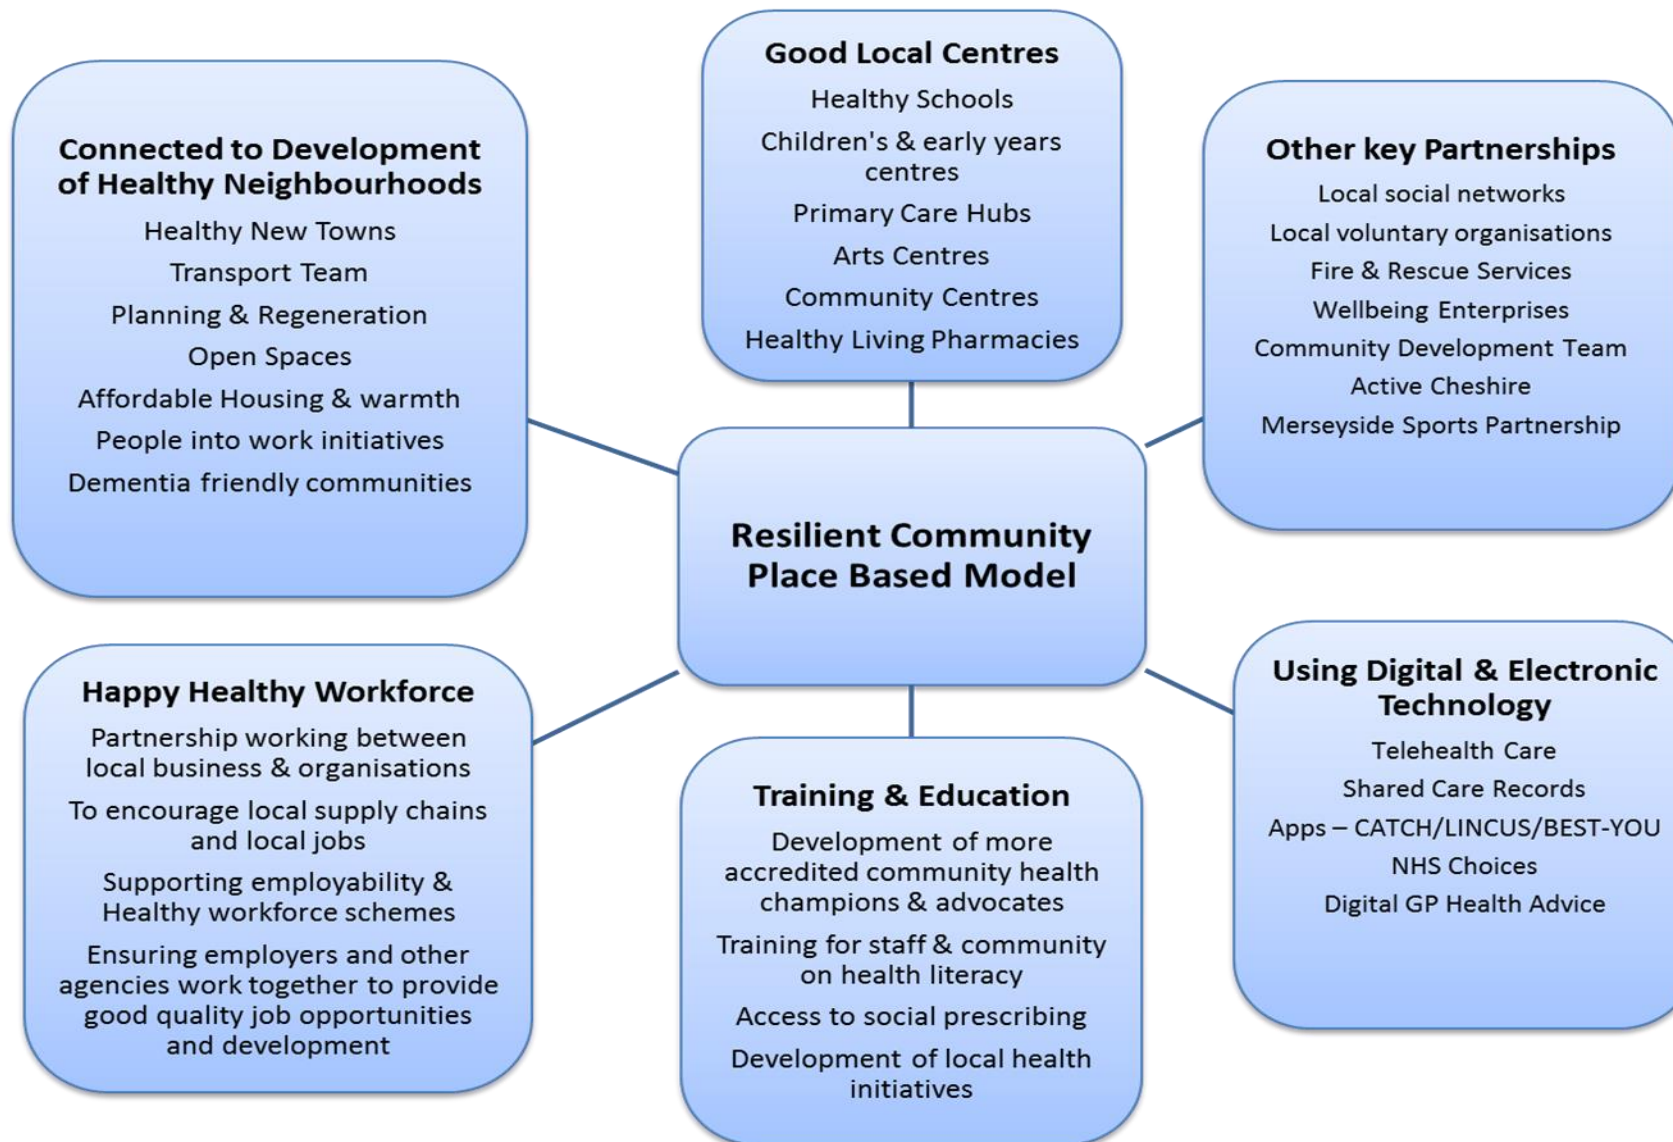 Good Local Centres
Healthy Schools
Children's & early years
centres
Primary Care Hubs
Arts Centres
Community Centres
Healthy Living Pharmacies
Connected to Development
of Healthy Neighbourhoods
Healthy New Towns
Transport Team
Planning & Regeneration
Open Spaces
Affordable Housing & warmth
People into work initiatives
Dementia friendly communities
Other key Partnerships
Local social networks
Local voluntary organisations
Fire & Rescue Services
Wellbeing Enterprises
Community Development Team
Active Cheshire
Merseyside Sports Partnership
Resilient Community
Place Based Model
Happy Healthy Workforce
Partnership working between
local business & organisations
To encourage local supply chains
and local jobs
Supporting employability &
Healthy workforce schemes
Ensuring employers and other
agencies work together to provide
good quality job opportunities
and development
Training & Education
Development of more
accredited community health
champions & advocates
Training for staff & community
on health literacy
Access to social prescribing
Development of local health
initiatives
Using Digital & Electronic
Technology
Telehealth Care
Shared Care Records
Apps – CATCH/LINCUS/BEST-YOU
NHS Choices
Digital GP Health Advice